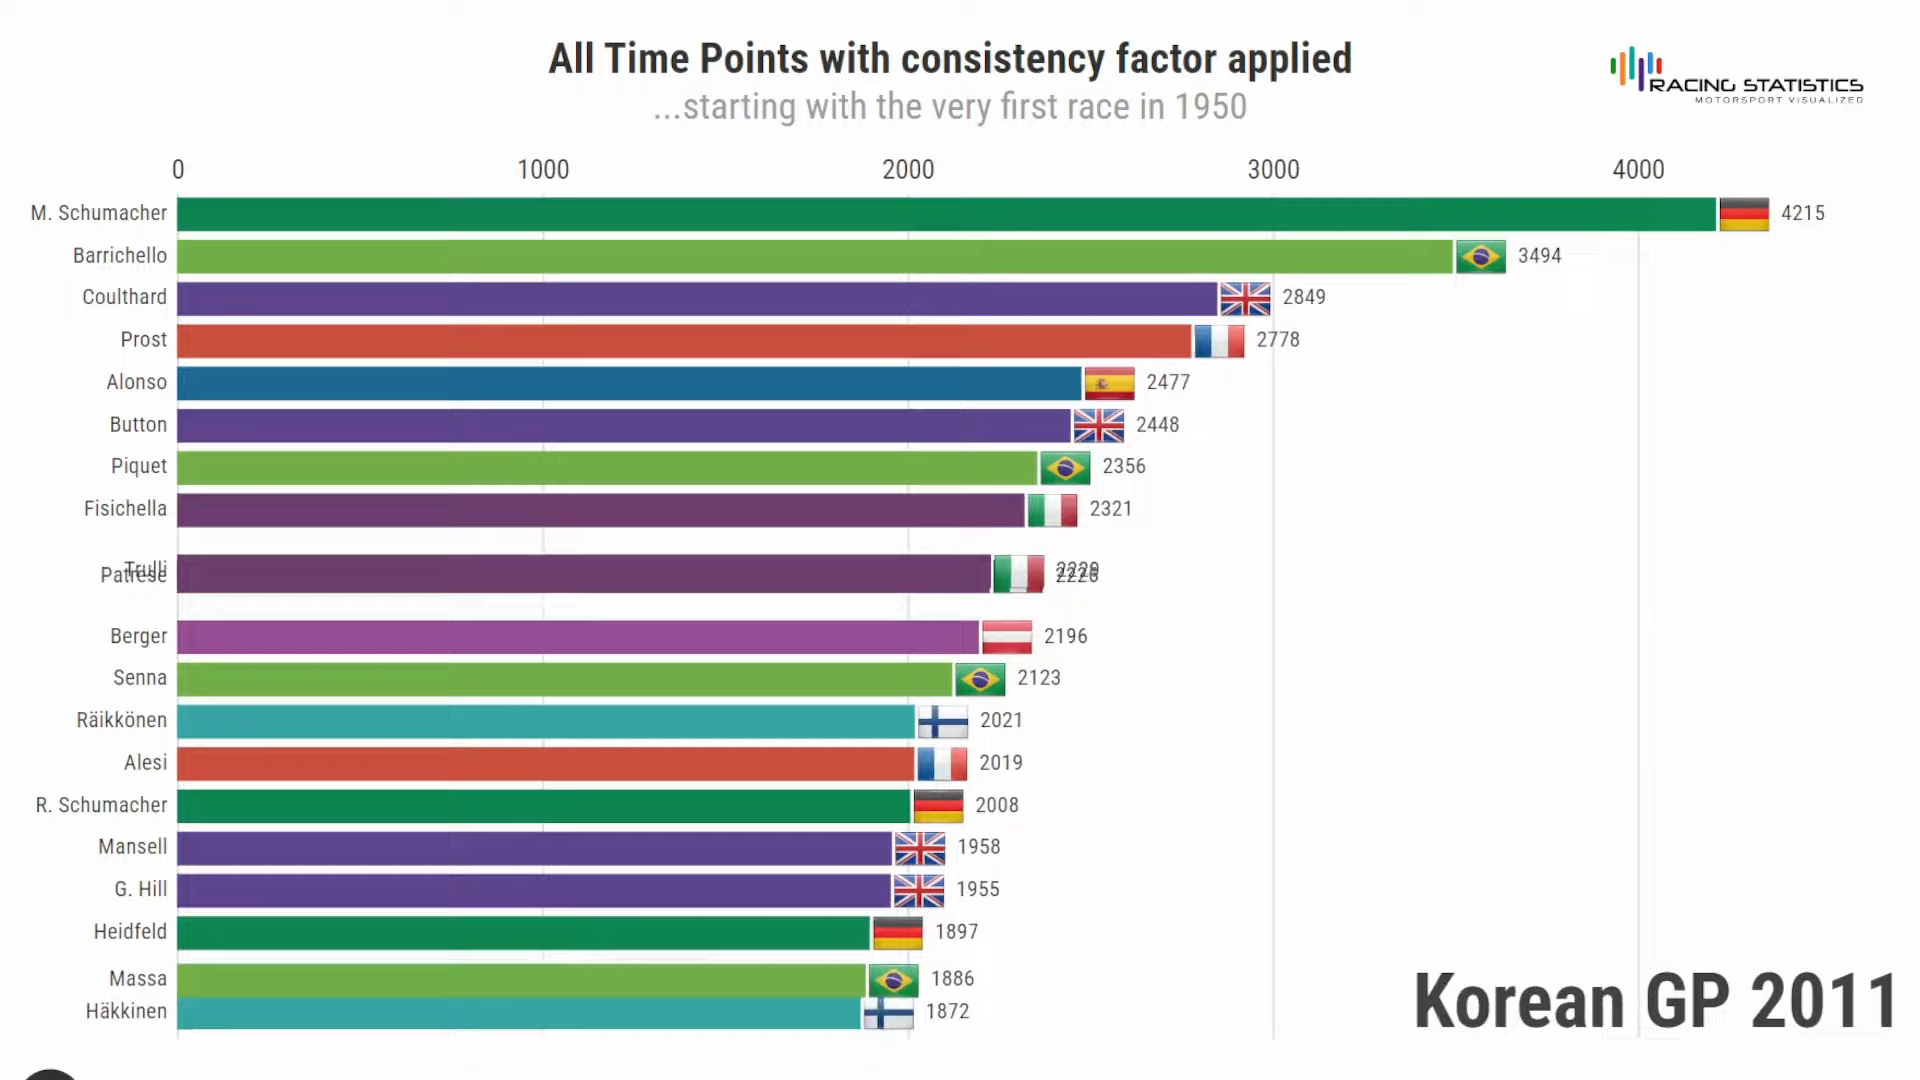 All Time Points with consistency factor applied
...starting with the very first race in 1950
RACING STATISTICS
MOTORSPORT VISUALIZED
0 1000 2000 3000 4000
M. Schumacher 4215
Barrichello 3494
Coulthard 2849
Prost 2778
Alonso 2477
Button 2448
Piquet 2356
Fisichella 2321
Trulli
Patrese
Berger 2196
Senna 2123
Räikkönen 2021
Alesi 2019
R. Schumacher 2008
Mansell 1958
G. Hill 1955
Heidfeld 1897
Massa 1886
Häkkinen 1872
Korean GP 2011